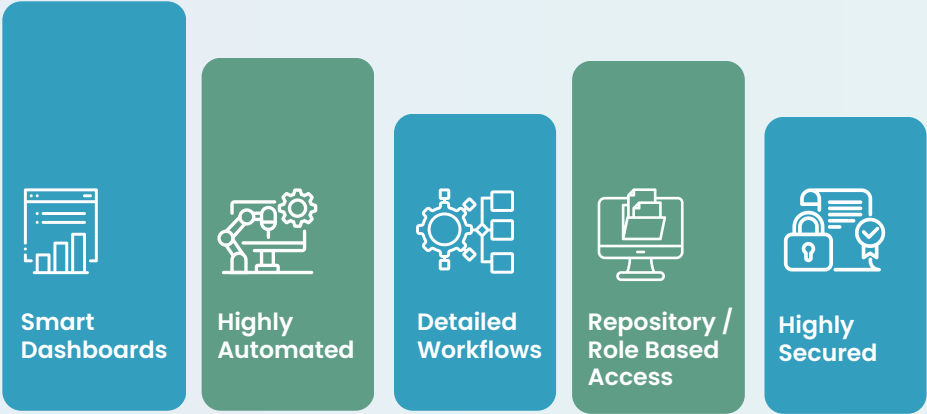 Smart
Dashboards
Highly
Automated
Detailed
Workflows
Repository /
Role Based
Access
Highly
Secured